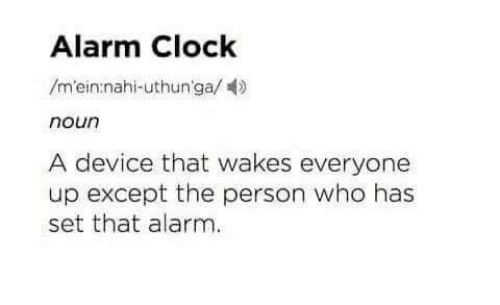 Alarm Clock
/m'ein:nahi-uthun'ga/
noun
A device that wakes everyone
up except the person who has
set that alarm.